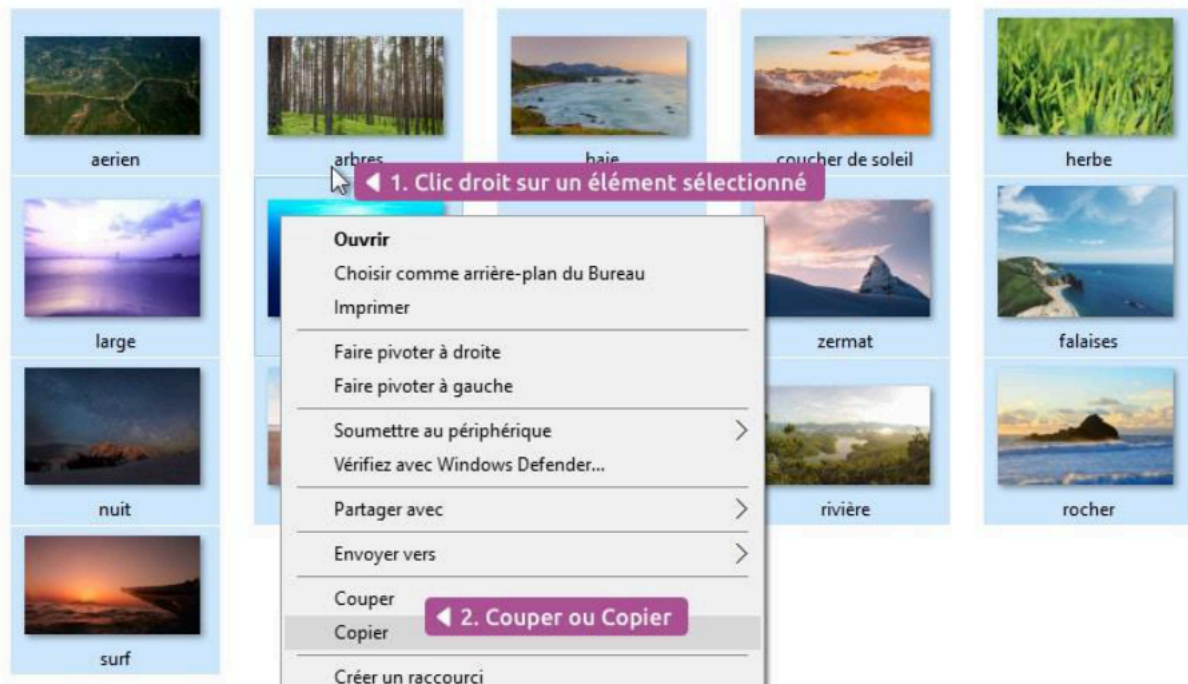 aerien
arbres
baie
coucher de soleil
herbe
1. Clic droit sur un élément sélectionné
large
zermat
falaises
nuit
rivière
rocher
surf
Ouvrir
Choisir comme arrière-plan du Bureau
Imprimer
Faire pivoter à droite
Faire pivoter à gauche
Soumettre au périphérique
Vérifiez avec Windows Defender...
Partager avec
Envoyer vers
Couper
2. Couper ou Copier
Copier
Créer un raccourci